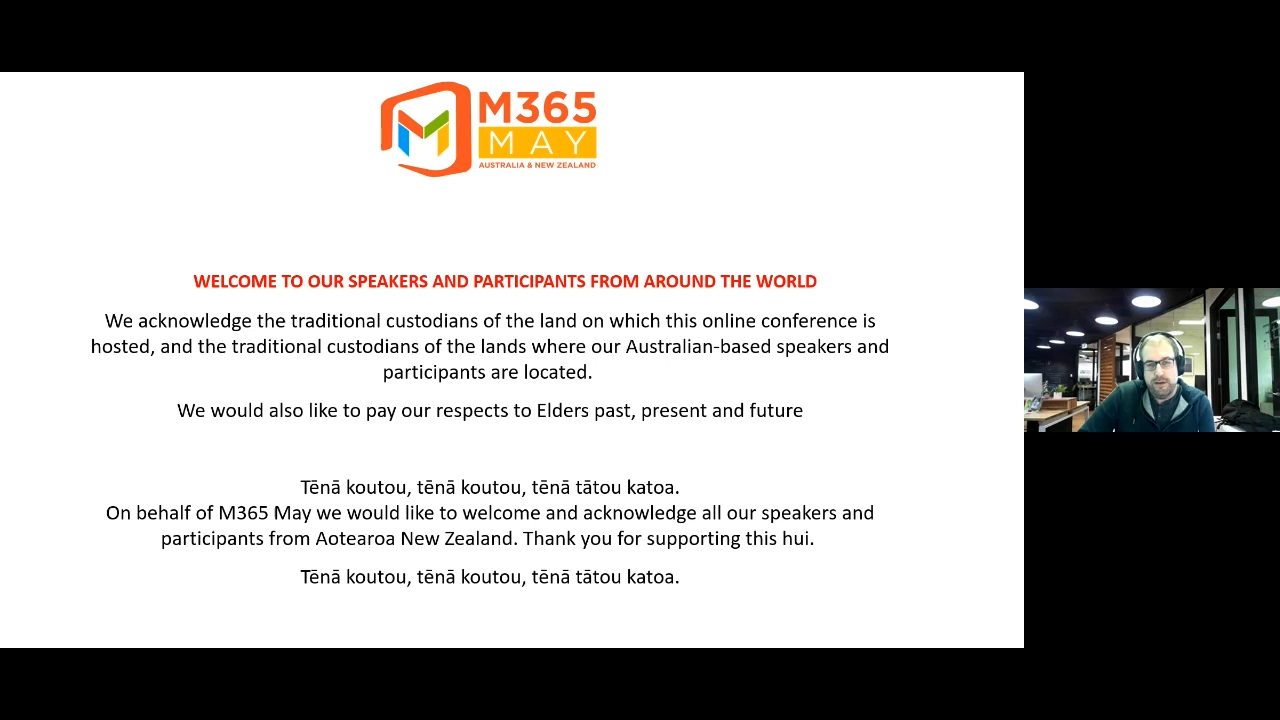 M365
MAY
AUSTRALIA & NEW ZEALAND
WELCOME TO OUR SPEAKERS AND PARTICIPANTS FROM AROUND THE WORLD
We acknowledge the traditional custodians of the land on which this online conference is
hosted, and the traditional custodians of the lands where our Australian-based speakers and
participants are located.
We would also like to pay our respects to Elders past, present and future
Tēnā koutou, tēnā koutou, tēnā tātou katoa.
On behalf of M365 May we would like to welcome and acknowledge all our speakers and
participants from Aotearoa New Zealand. Thank you for supporting this hui.
Tēnā koutou, tēnā koutou, tēnā tātou katoa.